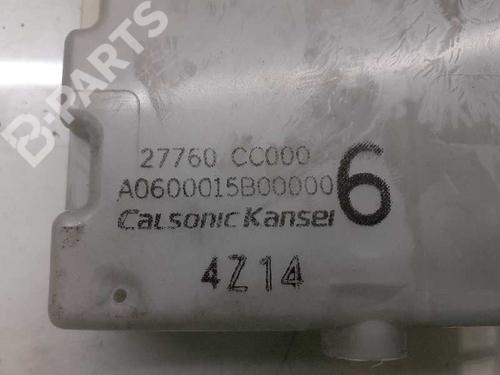 B-PARTS
27760 CC000
A0600015B00000
6
CALSONIC KANSEI
4Z14